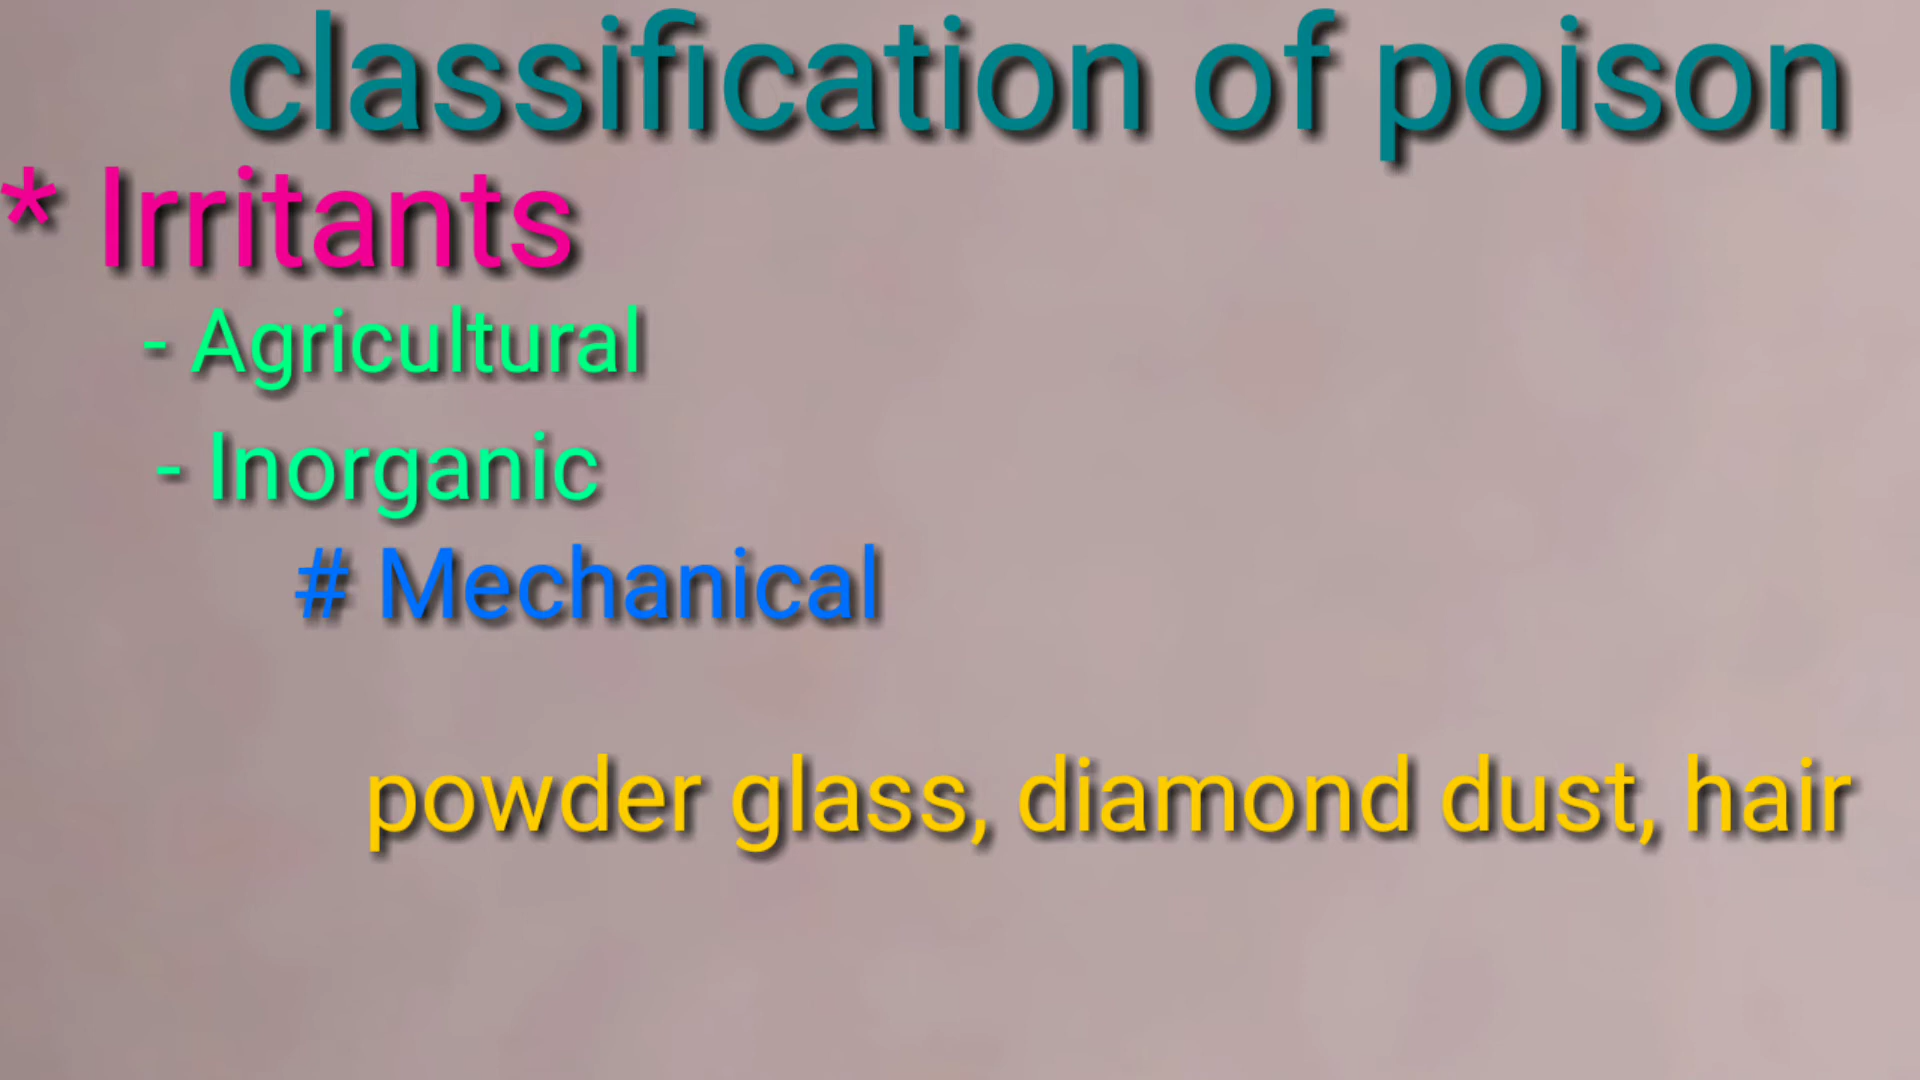 classification of poison
* Irritants
- Agricultural
- Inorganic
# Mechanical
powder glass, diamond dust, hair